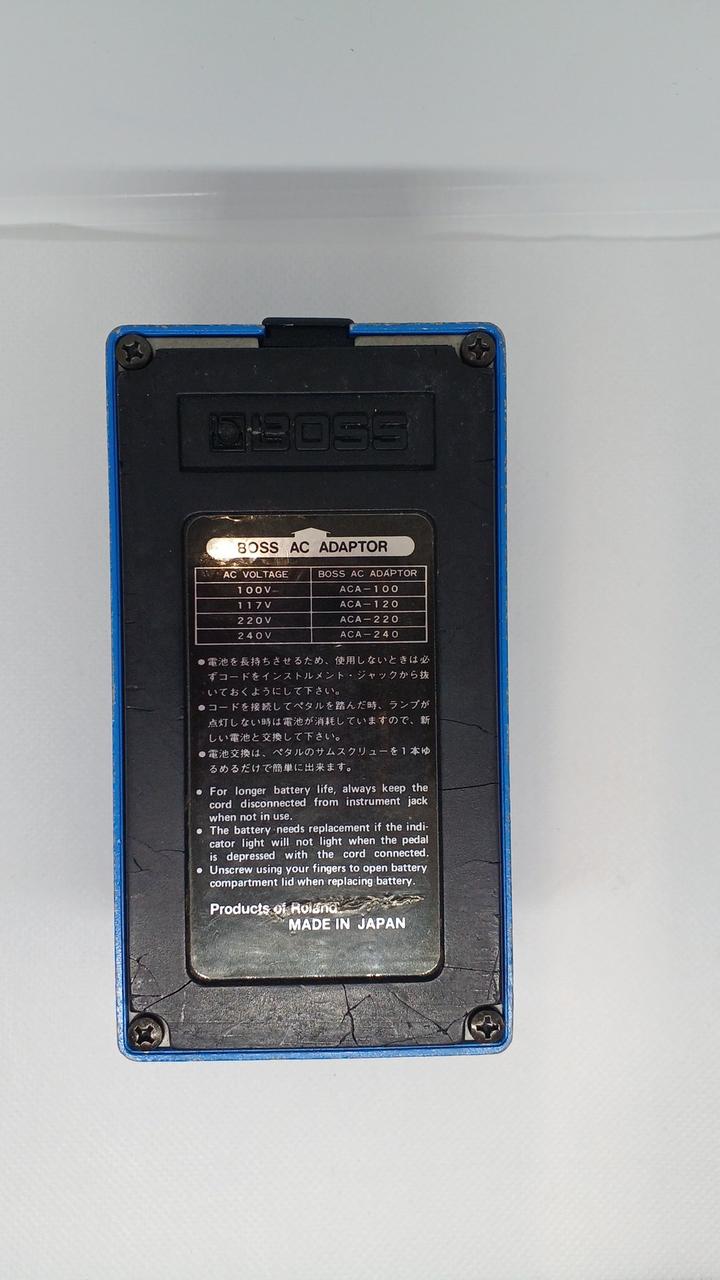 BOSS
BOSS AC ADAPTOR
AC VOLTAGE BOSS AC ADAPTOR
100V ACA-100
117V ACA-120
220V ACA-220
240V ACA-240
●電池を長持ちさせるため、使用しないときは必
ずコードをインストルメント・ジャックから抜
いておくようにして下さい。
●コードを接続してペタルを踏んだ時、ランプが
点灯しない時は電池が消耗していますので、新
しい電池と交換して下さい。
●電池交換は、ペタルのサムスクリューを1本ゆ
るめるだけで簡単に出来ます。
● For longer battery life, always keep the
cord disconnected from instrument jack
when not in use.
● The battery needs replacement if the indi-
cator light will not light when the pedal
is depressed with the cord connected.
● Unscrew using your fingers to open battery
compartment lid when replacing battery.
Products of Roland
MADE IN JAPAN